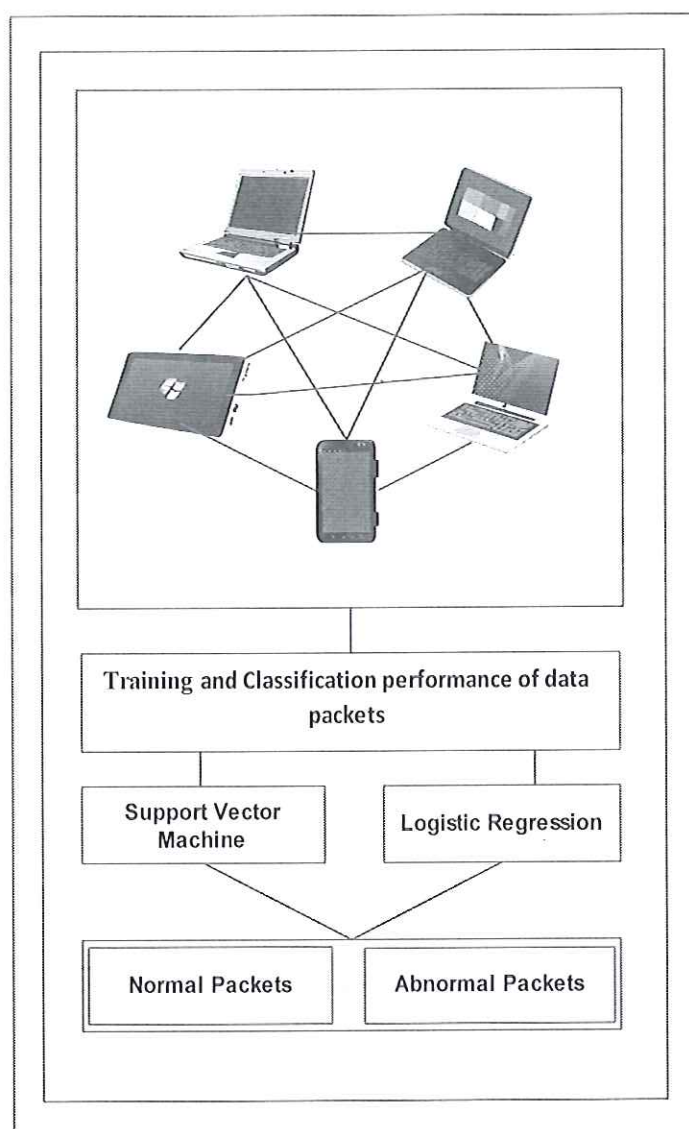 Training and Classification performance of data
packets
Support Vector
Machine
Logistic Regression
Normal Packets
Abnormal Packets